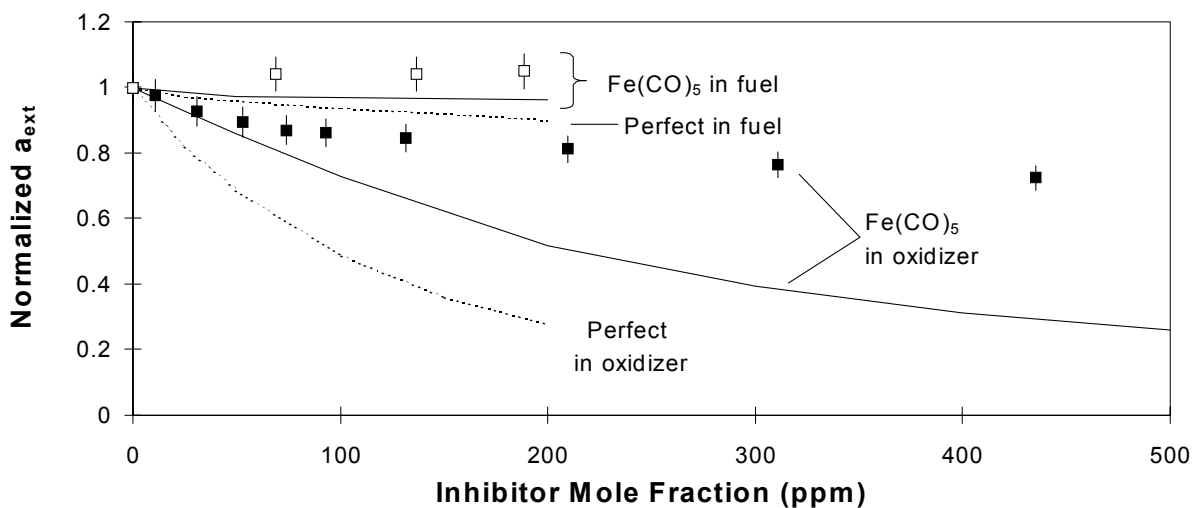 1.2
1
0.8
0.6
0.4
0.2
0
Normalized aext
Fe(CO)5 in fuel
Perfect in fuel
Fe(CO)5
in oxidizer
Perfect
in oxidizer
0 100 200 300 400 500
Inhibitor Mole Fraction (ppm)